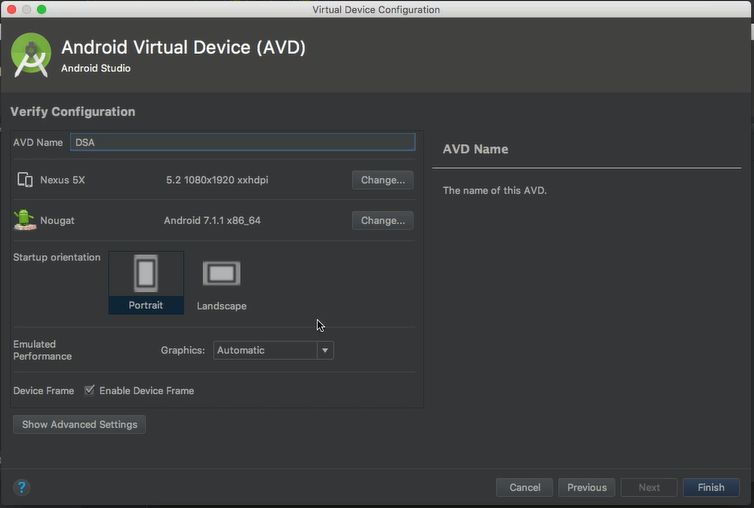 Virtual Device Configuration
Android Virtual Device (AVD)
Android Studio
Verify Configuration
AVD Name DSA
AVD Name
Nexus 5X 5.2 1080x1920 xxhdpi Change...
The name of this AVD.
Nougat Android 7.1.1 x86_64 Change...
Startup orientation
Portrait Landscape
Emulated
Performance
Graphics: Automatic
Device Frame Enable Device Frame
Show Advanced Settings
? Cancel Previous Next Finish